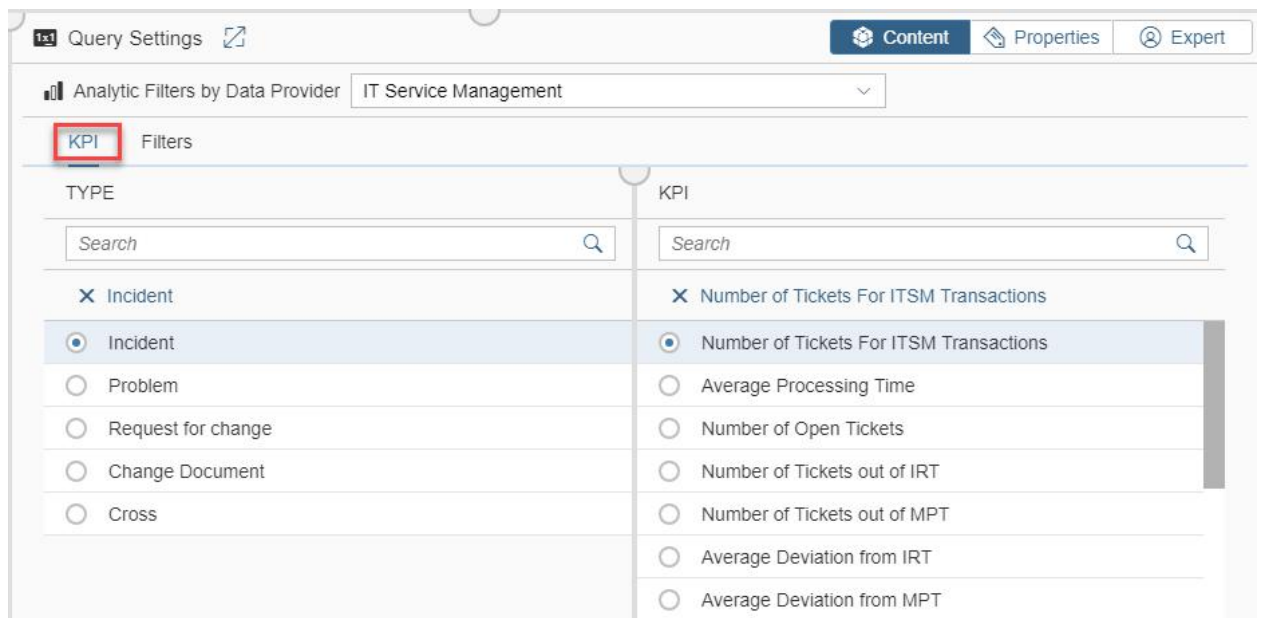 1x1 Query Settings Content Properties Expert
Analytic Filters by Data Provider IT Service Management
KPI Filters
TYPE
Search
Incident
Incident
Problem
Request for change
Change Document
Cross
KPI
Search
Number of Tickets For ITSM Transactions
Number of Tickets For ITSM Transactions
Average Processing Time
Number of Open Tickets
Number of Tickets out of IRT
Number of Tickets out of MPT
Average Deviation from IRT
Average Deviation from MPT